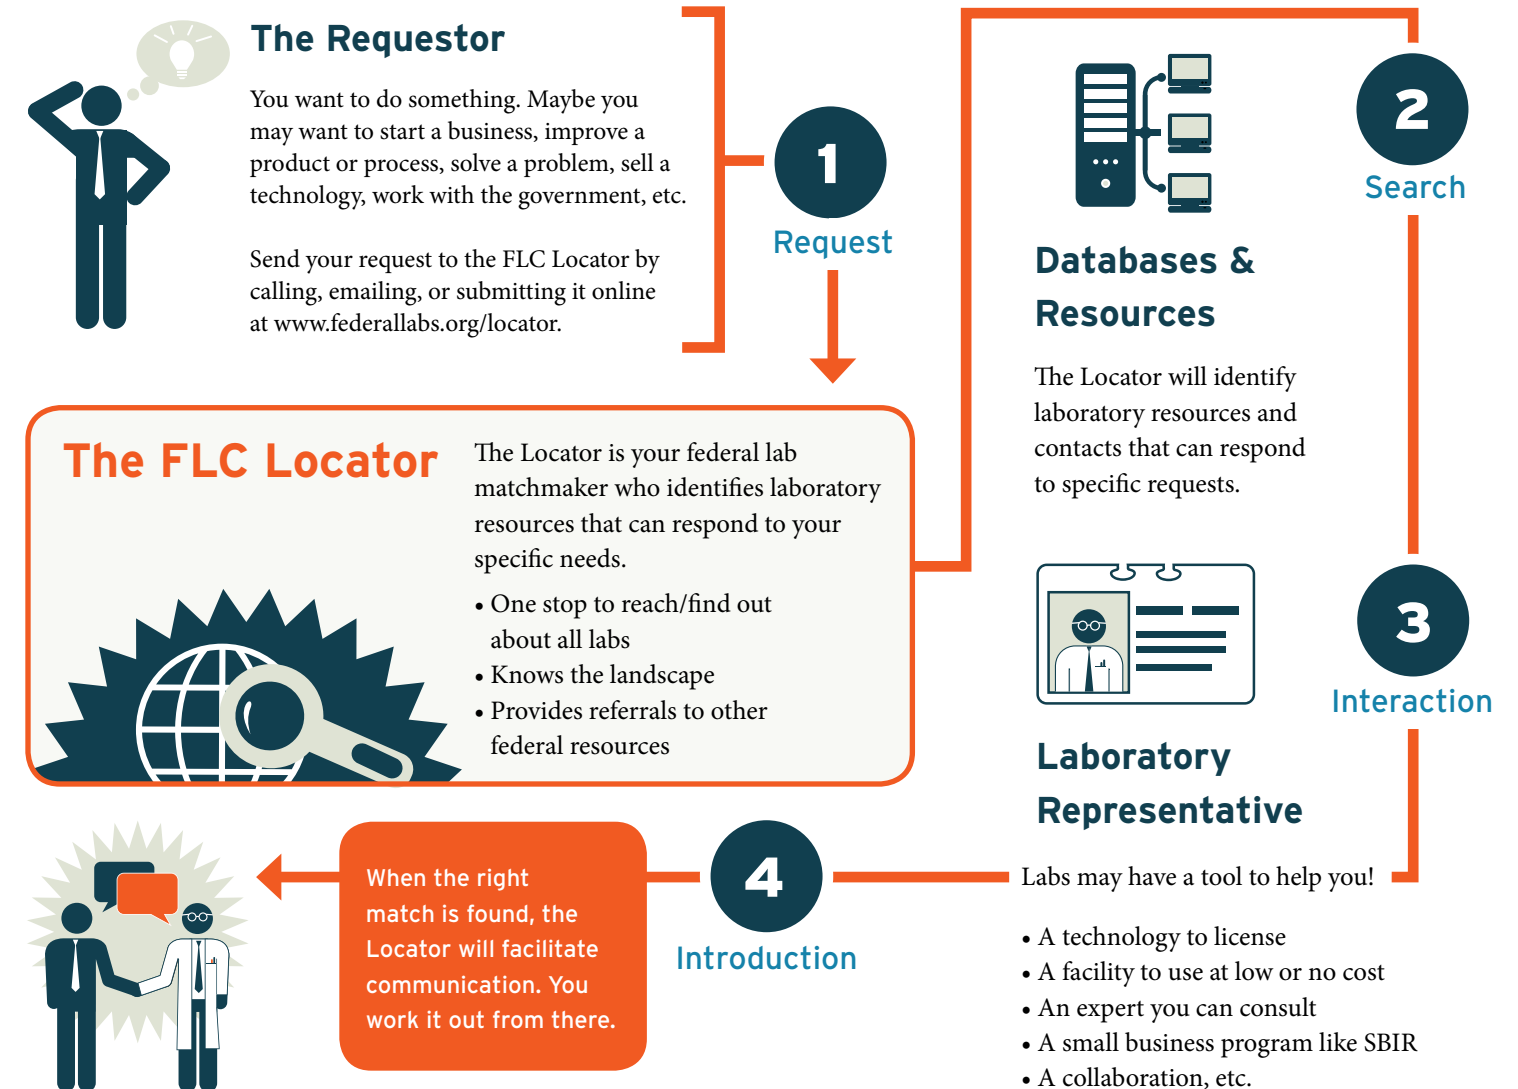 The Requestor
You want to do something. Maybe you
may want to start a business, improve a
product or process, solve a problem, sell a
technology, work with the government, etc.
Send your request to the FLC Locator by
calling, emailing, or submitting it online
at www.federallabs.org/locator.
1
Request
The FLC Locator
The Locator is your federal lab
matchmaker who identifies laboratory
resources that can respond to your
specific needs.
• One stop to reach/find out
about all labs
• Knows the landscape
• Provides referrals to other
federal resources
2
Search
Databases &
Resources
The Locator will identify
laboratory resources and
contacts that can respond
to specific requests.
3
Interaction
Laboratory
Representative
Labs may have a tool to help you!
• A technology to license
• A facility to use at low or no cost
• An expert you can consult
• A small business program like SBIR
• A collaboration, etc.
4
Introduction
When the right
match is found, the
Locator will facilitate
communication. You
work it out from there.